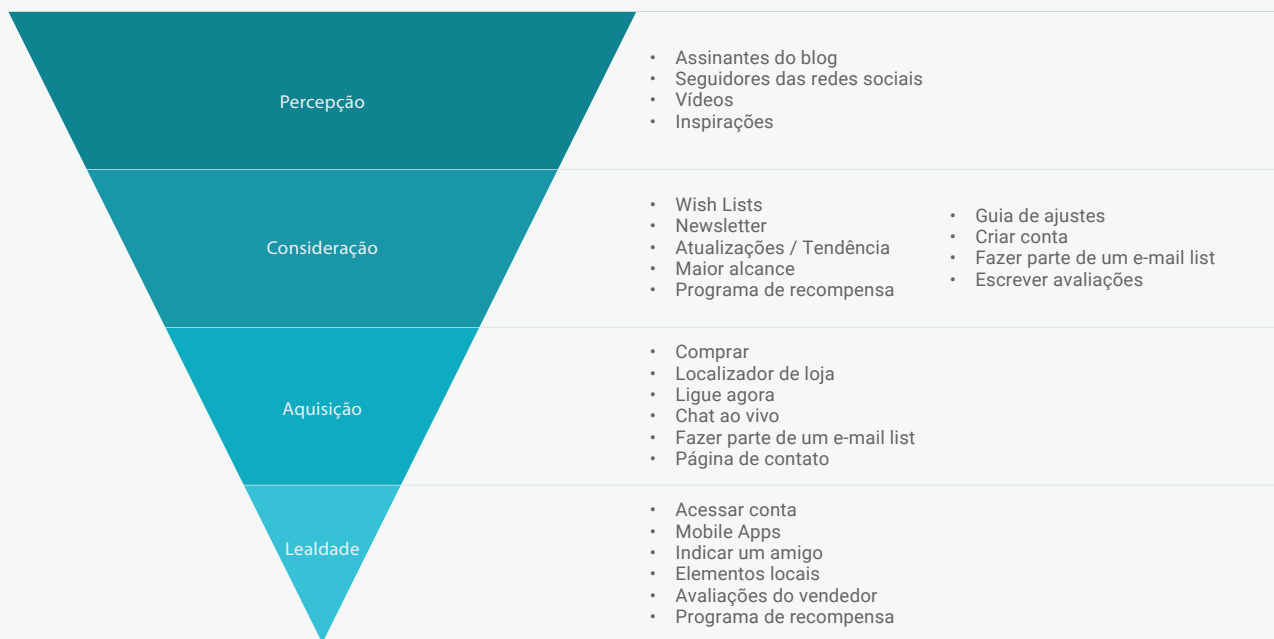 Percepção
• Assinantes do blog
• Seguidores das redes sociais
• Vídeos
• Inspirações
Consideração
• Wish Lists
• Newsletter
• Atualizações / Tendência
• Maior alcance
• Programa de recompensa
• Guia de ajustes
• Criar conta
• Fazer parte de um e-mail list
• Escrever avaliações
Aquisição
• Comprar
• Localizador de loja
• Ligue agora
• Chat ao vivo
• Fazer parte de um e-mail list
• Página de contato
Lealdade
• Acessar conta
• Mobile Apps
• Indicar um amigo
• Elementos locais
• Avaliações do vendedor
• Programa de recompensa